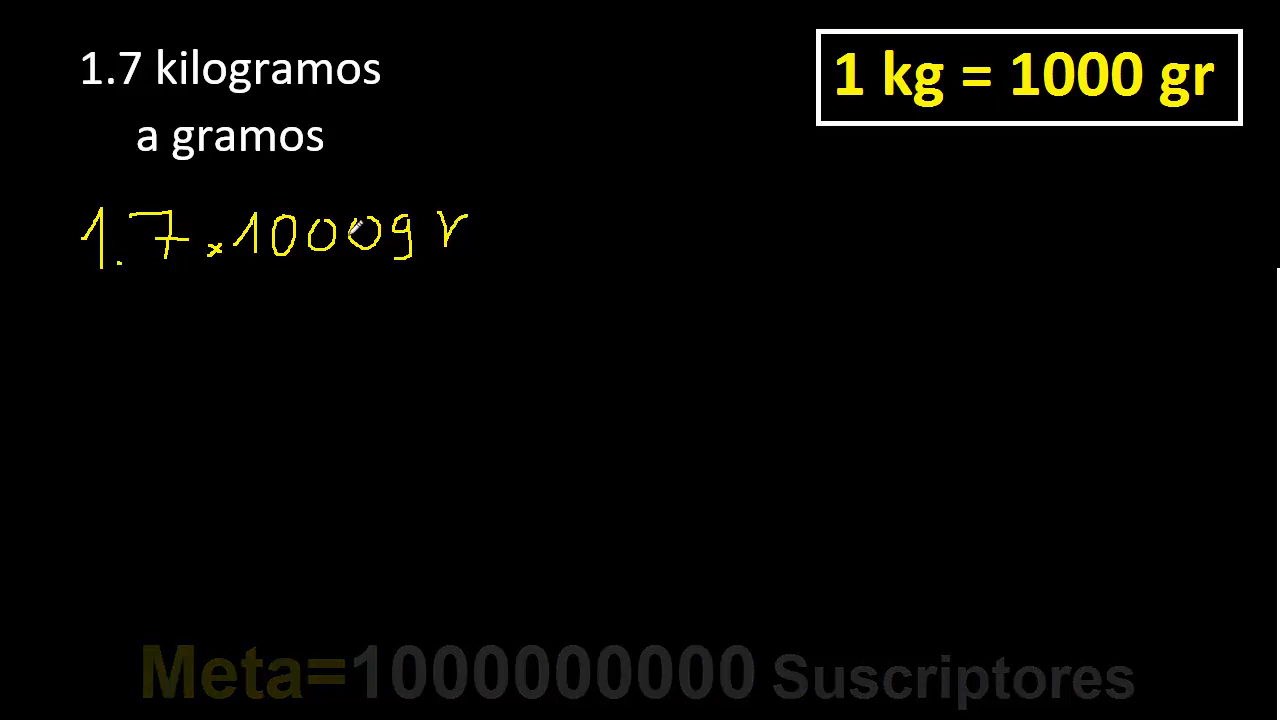 1.7 kilogramos
a gramos
1 kg = 1000 gr
1.7 x 1000 gr
Meta=1000000000 Suscriptores